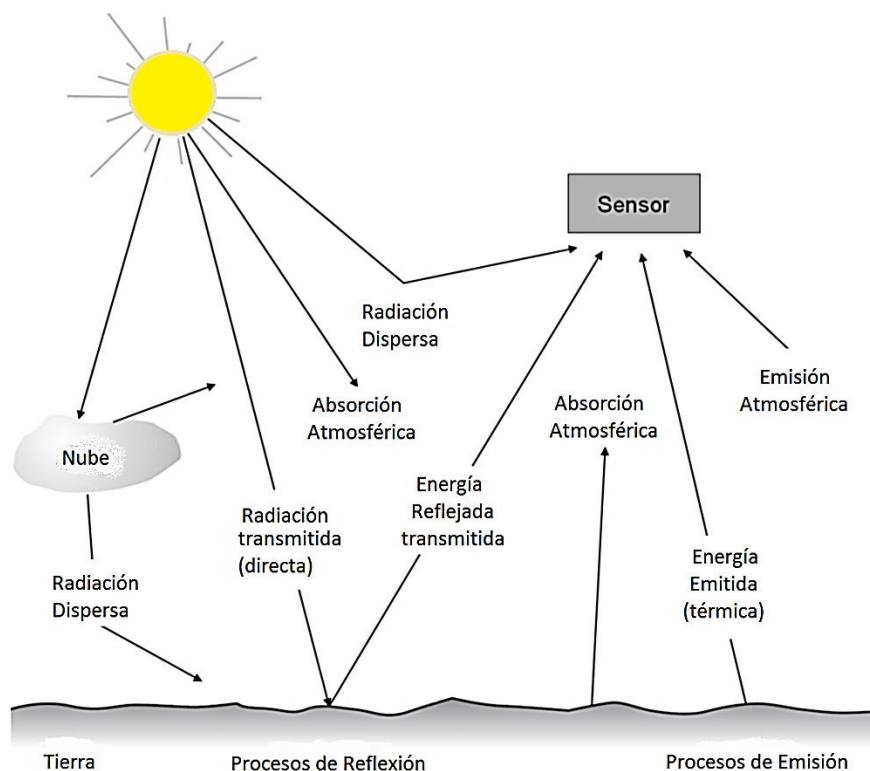 Sensor
Radiación
Dispersa
Emisión
Atmosférica
Absorción
Atmosférica
Absorción
Atmosférica
Nube
Energía
Reflejada
transmitida
Radiación
transmitida
(directa)
Energía
Emitida
(térmica)
Radiación
Dispersa
Tierra
Procesos de Reflexión
Procesos de Emisión